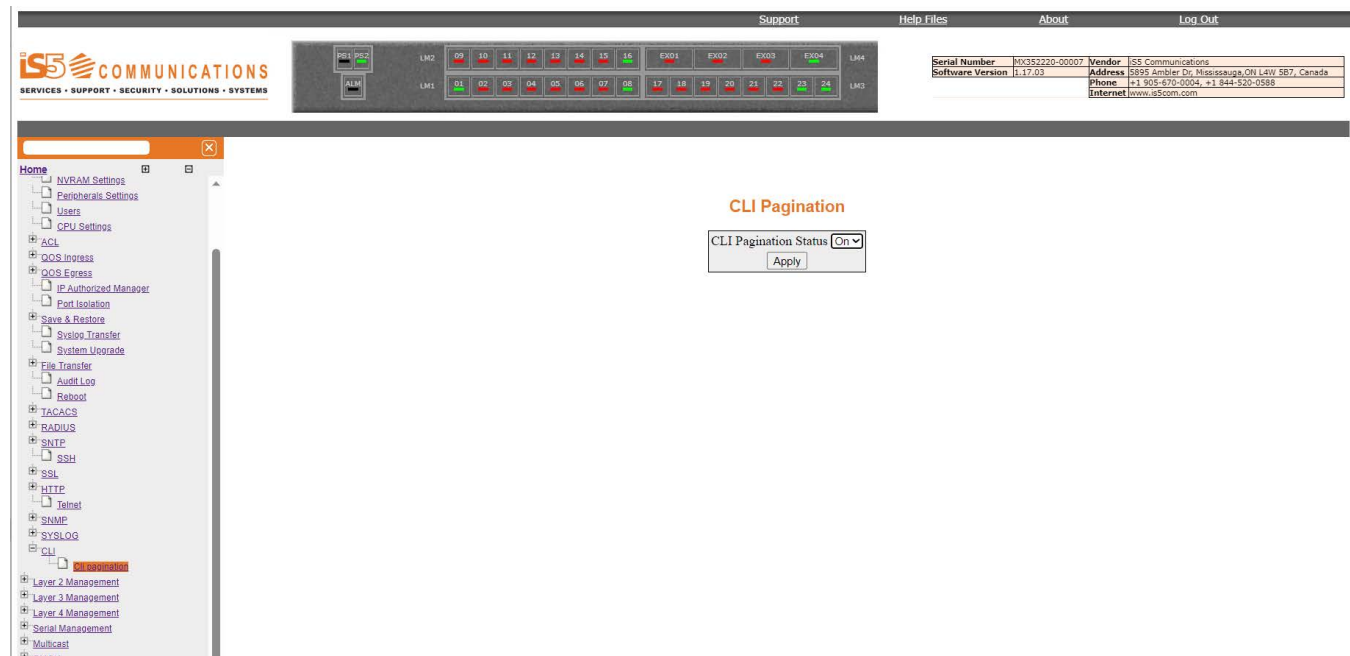 Support Help Files About Log Out
iS5 COMMUNICATIONS
SERVICES • SUPPORT • SECURITY • SOLUTIONS • SYSTEMS
PS1 PS2
ALM
LM2 09 10 11 12 13 14 15 16 EX01 EX02 EX03 EX04 LM4
LM1 01 02 03 04 05 06 07 08 17 18 19 20 21 22 23 24 LM3
Serial Number MX352220-00007 Vendor iS5 Communications
Software Version 1.17.03 Address 5895 Ambler Dr, Mississauga,ON L4W 5B7, Canada
Phone +1 905-670-0004, +1 844-520-0588
Internet www.is5com.com
Home
NVRAM Settings
Peripherals Settings
Users
CPU Settings
ACL
QOS Ingress
QOS Egress
IP Authorized Manager
Port Isolation
Save & Restore
Syslog Transfer
System Upgrade
File Transfer
Audit Log
Reboot
TACACS
RADIUS
SNTP
SSH
SSL
HTTP
Telnet
SNMP
SYSLOG
CLI
Cli pagination
Layer 2 Management
Layer 3 Management
Layer 4 Management
Serial Management
Multicast
CLI Pagination
CLI Pagination Status On
Apply